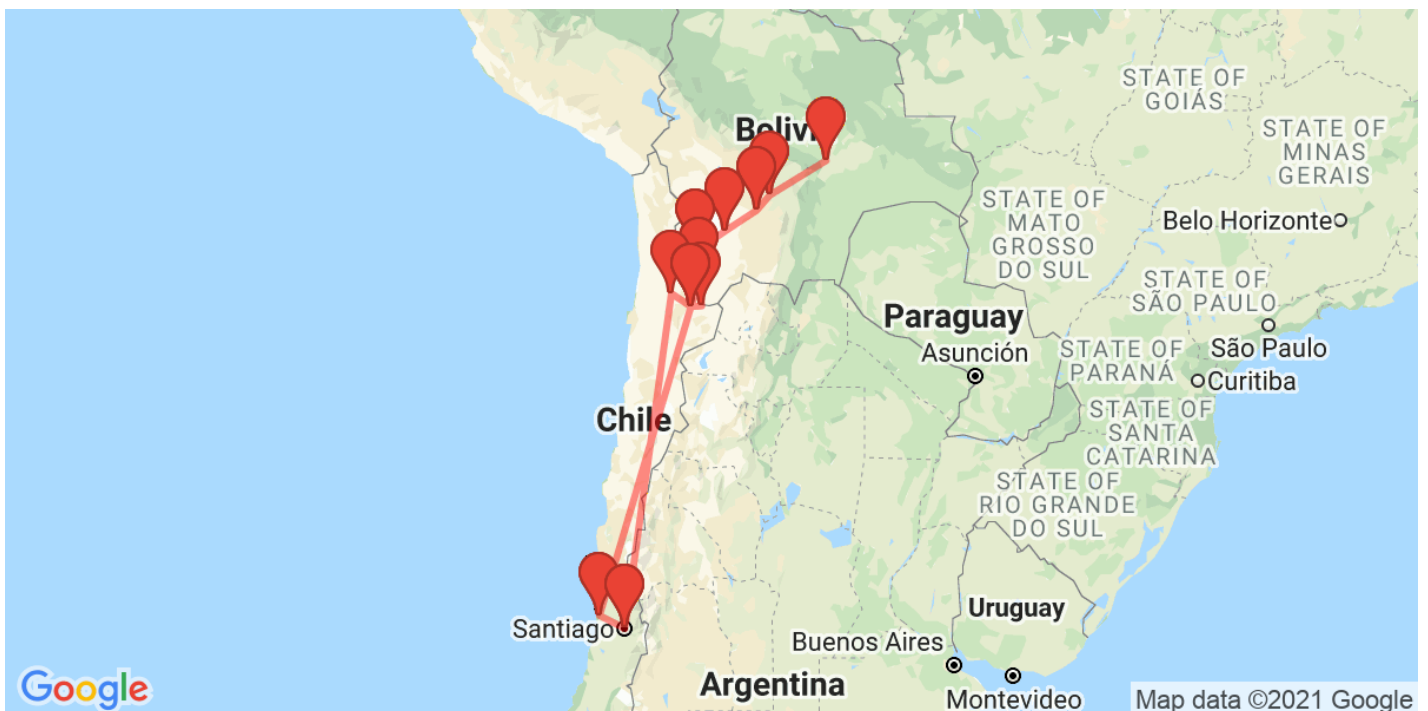 STATE OF
GOIÁS
Bolivi
STATE OF
MINAS
GERAIS
STATE OF
MATO
GROSSO
DO SUL
Belo Horizonte
STATE OF
SÃO PAULO
Paraguay
Asunción
São Paulo
STATE OF
PARANÁ
Curitiba
Chile
STATE OF
SANTA
CATARINA
STATE OF
RIO GRANDE
DO SUL
Uruguay
Santiago
Buenos Aires
Argentina
Montevideo
Google
Map data ©2021 Google